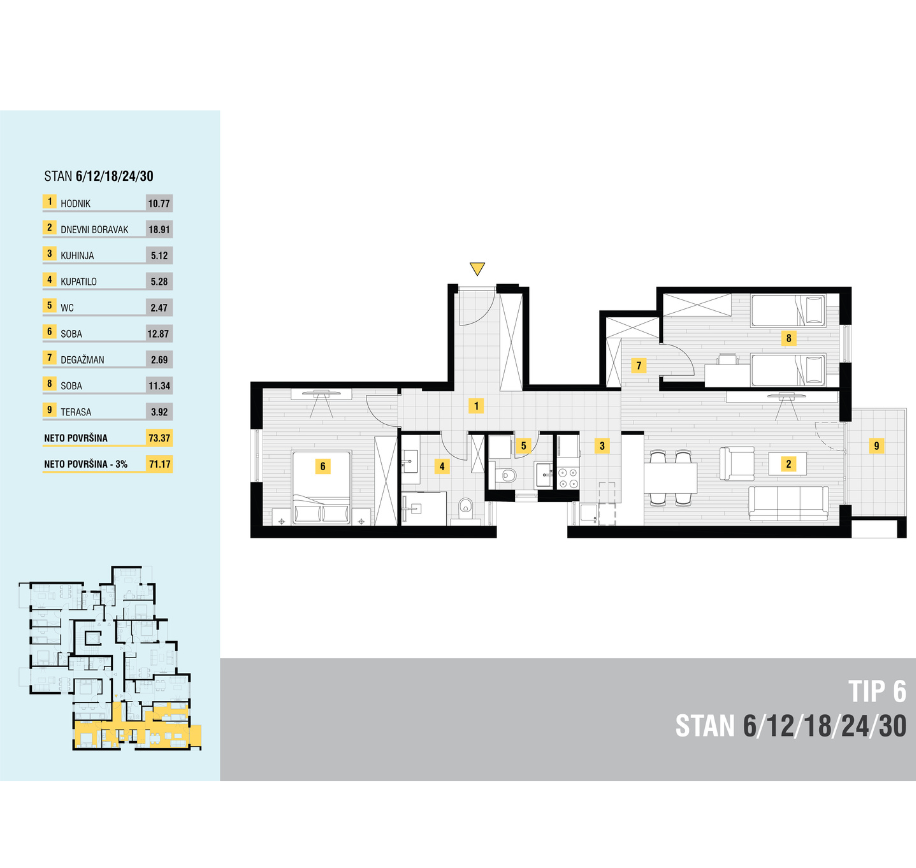 STAN 6/12/18/24/30
1 HODNIK 10.77
2 DNEVNI BORAVAK 18.91
3 KUHINJA 5.12
4 KUPATILO 5.28
5 WC 2.47
6 SOBA 12.87
7 DEGAŽMAN 2.69
8 SOBA 11.34
9 TERASA 3.92
NETO POVRŠINA 73.37
NETO POVRŠINA - 3% 71.17
8
7
1
5
3
4
6
2
9
TIP 6
STAN 6/12/18/24/30